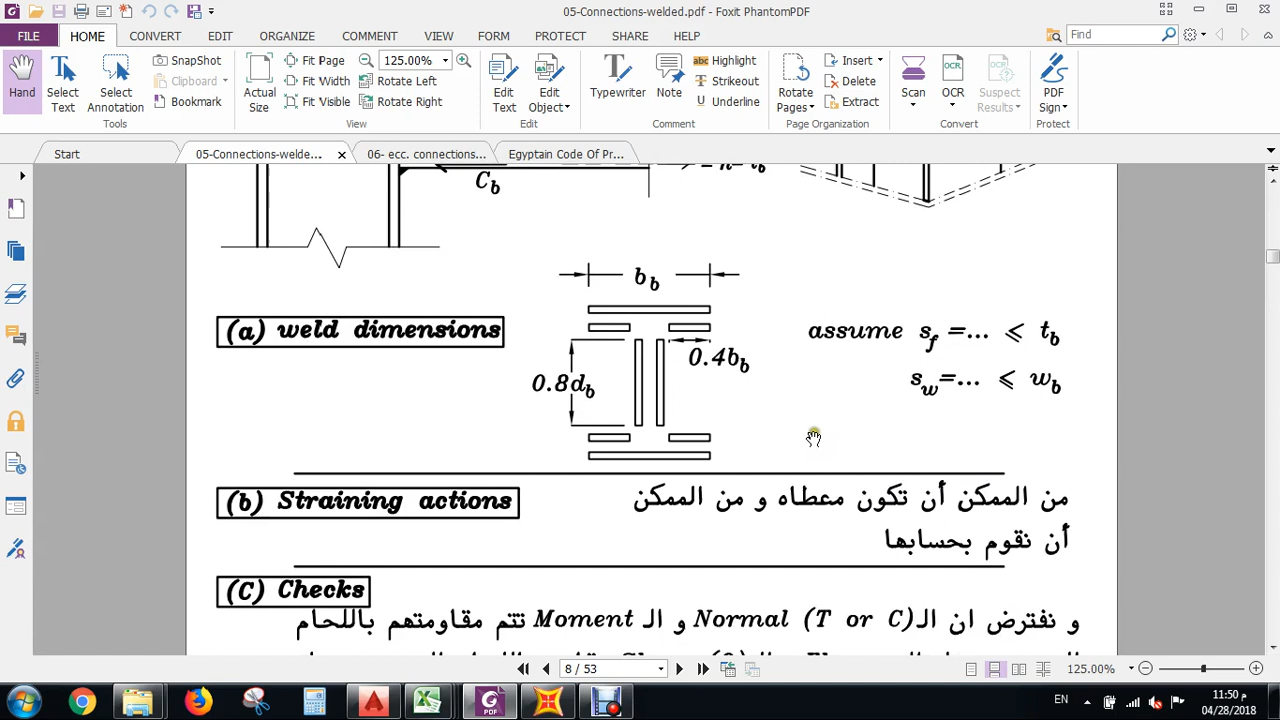 05-Connections-welded.pdf - Foxit PhantomPDF
FILE HOME CONVERT EDIT ORGANIZE COMMENT VIEW FORM PROTECT SHARE HELP
Find
Hand
Select Text
Select Annotation
SnapShot
Clipboard
Bookmark
Tools
Actual Size
Fit Page
Fit Width
Fit Visible
125.00%
Rotate Left
Rotate Right
View
Edit Text
Edit Object
Edit
Typewriter
Note
Highlight
Strikeout
Underline
Comment
Rotate Pages
Insert
Delete
Extract
Page Organization
Scan
OCR
Suspect Results
Convert
PDF Sign
Protect
Start
05-Connections-welde...
06- ecc. connections...
Egyptain Code Of Pr...
C_b
b_b
(a) weld dimensions
0.8d_b
0.4b_b
assume s_f =... ⩽ t_b
s_w=... ⩽ w_b
(b) Straining actions
من الممكن أن تكون معطاه و من الممكن
أن نقوم بحسابها
(C) Checks
و نفترض ان الـ Normal (T or C) و الـ Moment تتم مقاومتهم باللحام
8 / 53
125.00%
EN
11:50 م
04/28/2018